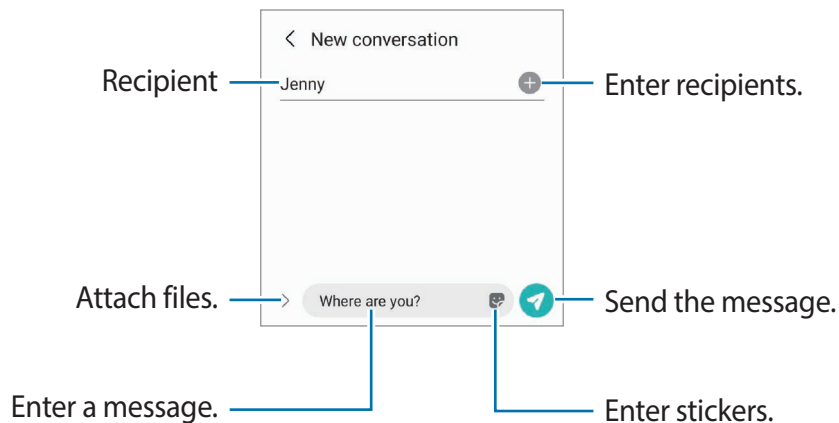 New conversation
Recipient
Jenny
Enter recipients.
Attach files.
Where are you?
Send the message.
Enter a message.
Enter stickers.